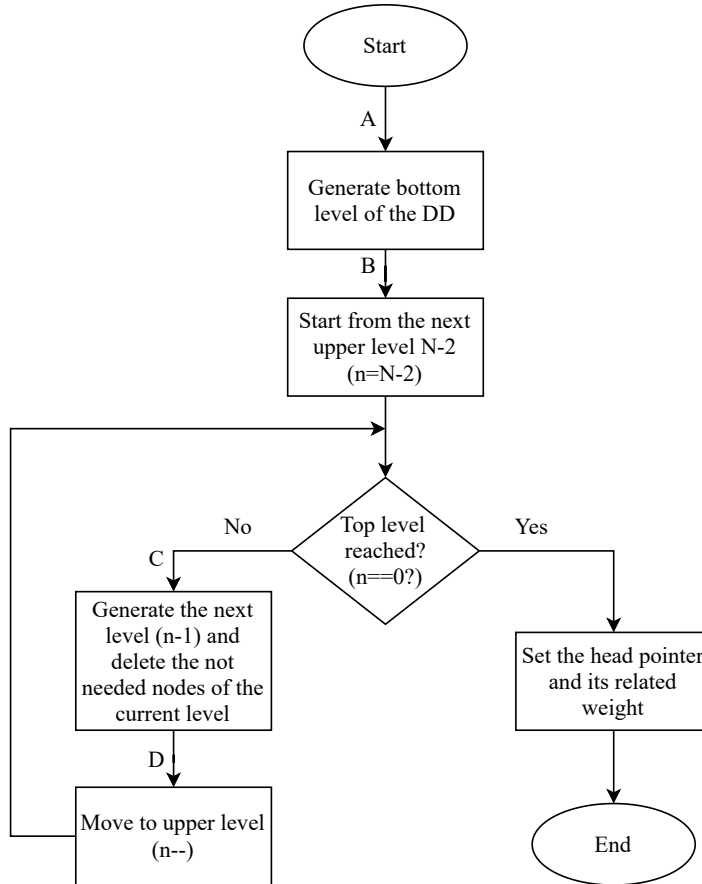 Start
A
Generate bottom
level of the DD
B
Start from the next
upper level N-2
(n=N-2)
Top level
reached?
(n==0?)
No
Yes
C
Generate the next
level (n-1) and
delete the not
needed nodes of the
current level
Set the head pointer
and its related
weight
D
Move to upper level
(n--)
End